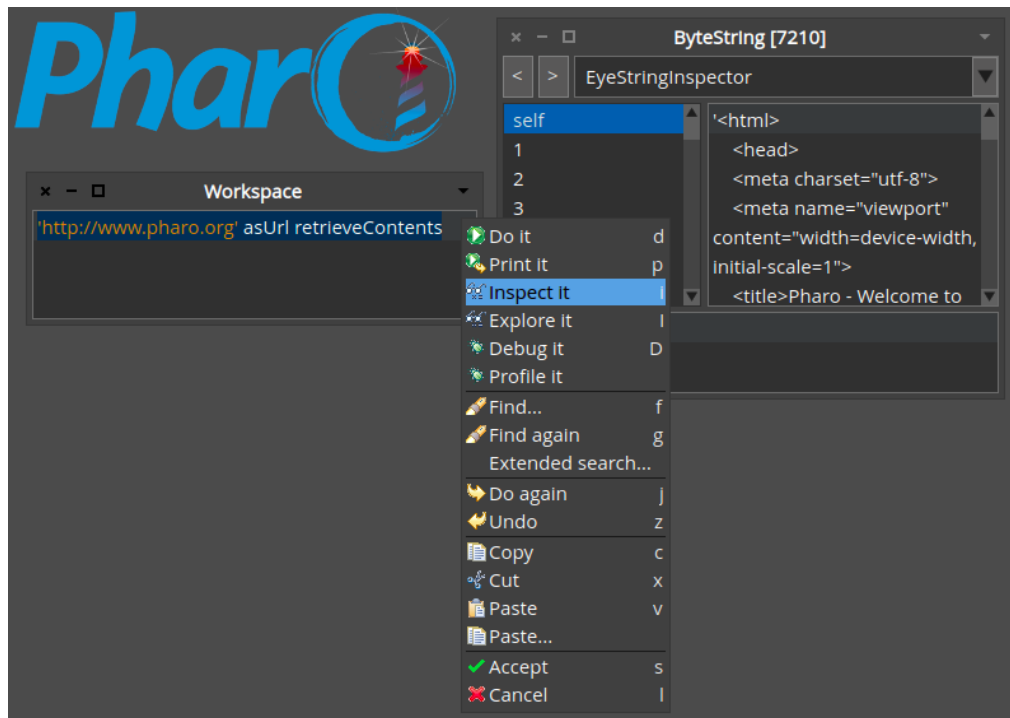 Pharo
Workspace
'http://www.pharo.org' asUrl retrieveContents
ByteString [7210]
< > EyeStringInspector
self
1
2
3
'<html>
<head>
<meta charset="utf-8">
<meta name="viewport"
content="width=device-width,
initial-scale=1">
<title>Pharo - Welcome to
Do it d
Print it p
Inspect it i
Explore it I
Debug it D
Profile it
Find... f
Find again g
Extended search...
Do again j
Undo z
Copy c
Cut x
Paste v
Paste...
Accept s
Cancel l